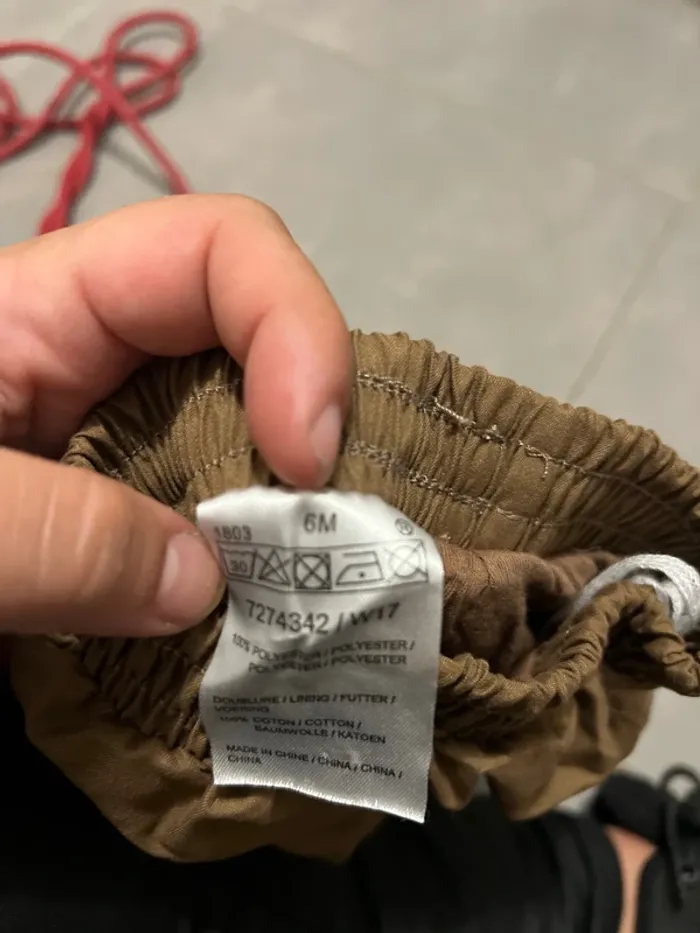 1803 6M ®
30
7274342 / W17
100% POLYESTER / POLYESTER /
POLYESTER / POLYESTER
DOUBLURE / LINING / FUTTER /
VOERING
100% COTON / COTTON /
BAUMWOLLE / KATOEN
MADE IN CHINE / CHINA / CHINA /
CHINA